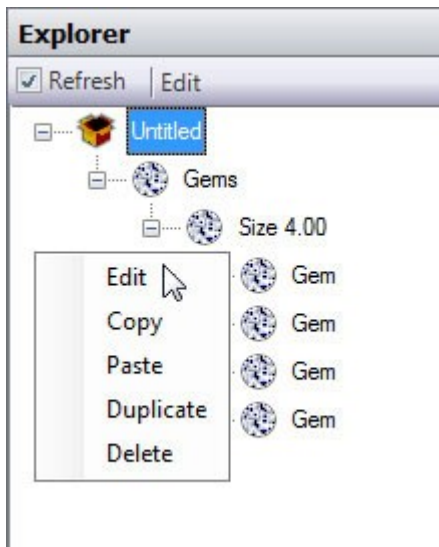 Explorer
Refresh Edit
Untitled
Gems
Size 4.00
Edit Gem
Copy Gem
Paste Gem
Duplicate Gem
Delete